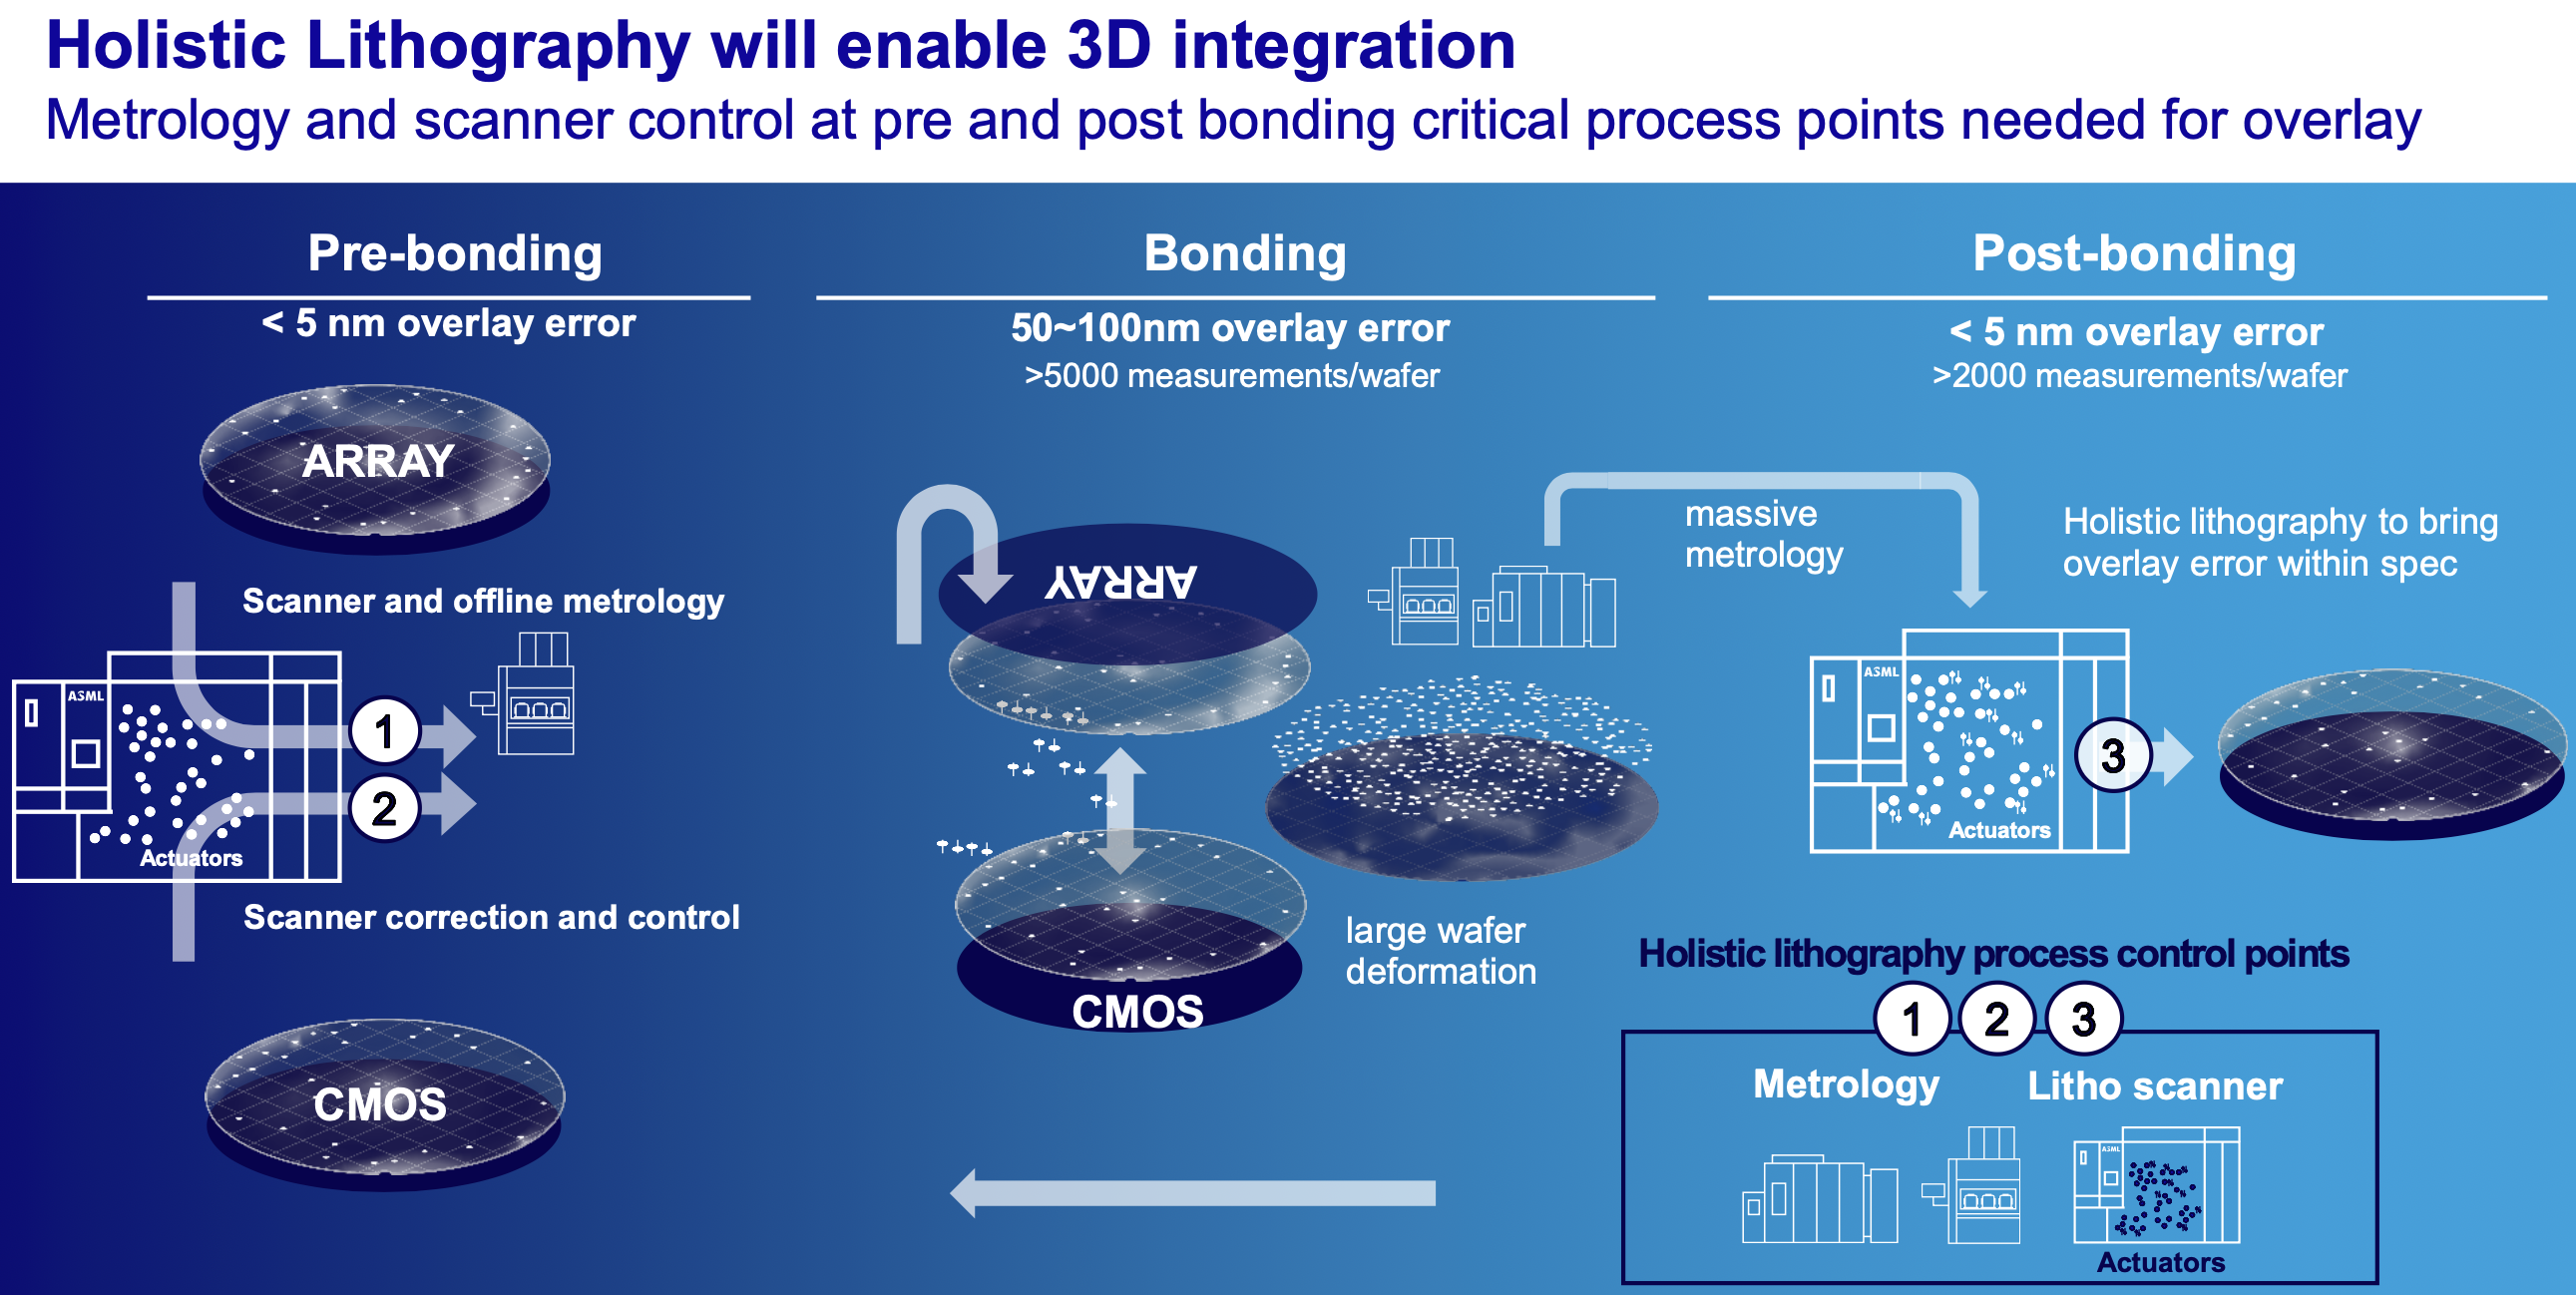 Holistic Lithography will enable 3D integration
Metrology and scanner control at pre and post bonding critical process points needed for overlay
Pre-bonding
< 5 nm overlay error
ARRAY
Scanner and offline metrology
ASML
1
2
Actuators
Scanner correction and control
CMOS
Bonding
50~100nm overlay error
>5000 measurements/wafer
ARRAY
CMOS
large wafer
deformation
massive
metrology
Post-bonding
< 5 nm overlay error
>2000 measurements/wafer
Holistic lithography to bring
overlay error within spec
ASML
3
Actuators
Holistic lithography process control points
1 2 3
Metrology
Litho scanner
ASML
Actuators